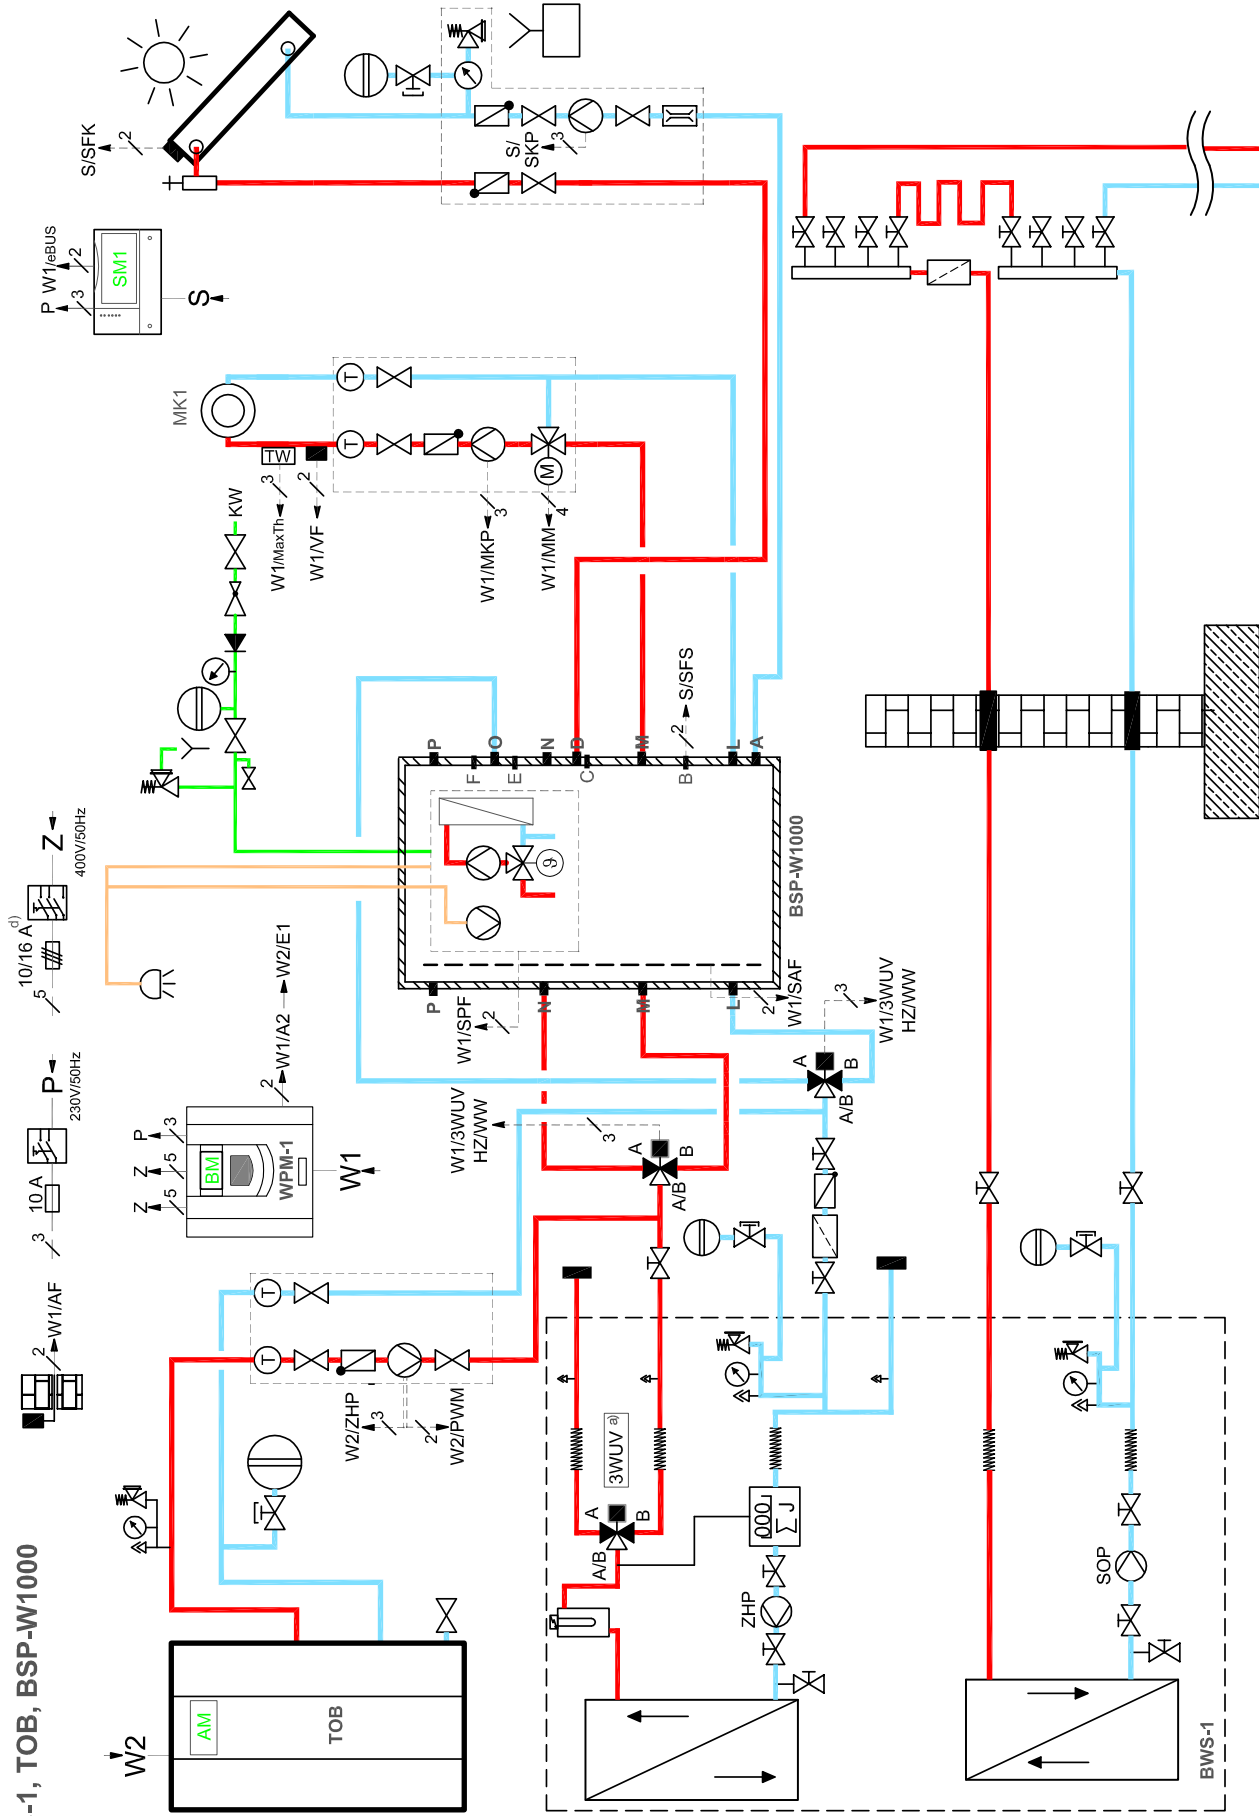 -1, TOB, BSP-W1000
W1/AF
2
3
10 A
P
230V/50Hz
5
10/16 A d)
Z
400V/50Hz
P W1/eBUS
3
2
SM1
S
S/SFK
2
W2
AM
TOB
Z
5
Z
5
P
3
BM
WPM-1
W1
2
W1/A2
W2/E1
KW
MK1
TW
3
2
W1/MaxTh
W1/VF
T
T
M
W1/MKP
3
W1/MM
4
S/
SKP
3
T
T
W2/ZHP
3
2
W2/PWM
W1/3WUV
HZ/WW
3
A
B
A/B
W1/SPF
2
P
N
M
L
P
F
O
E
N
D
C
M
B
L
A
ϑ
BSP-W1000
2
S/SFS
2
W1/SAF
3
W1/3WUV
HZ/WW
A
B
A/B
3WUV a)
A
B
A/B
000
Σ J
ZHP
SOP
BWS-1